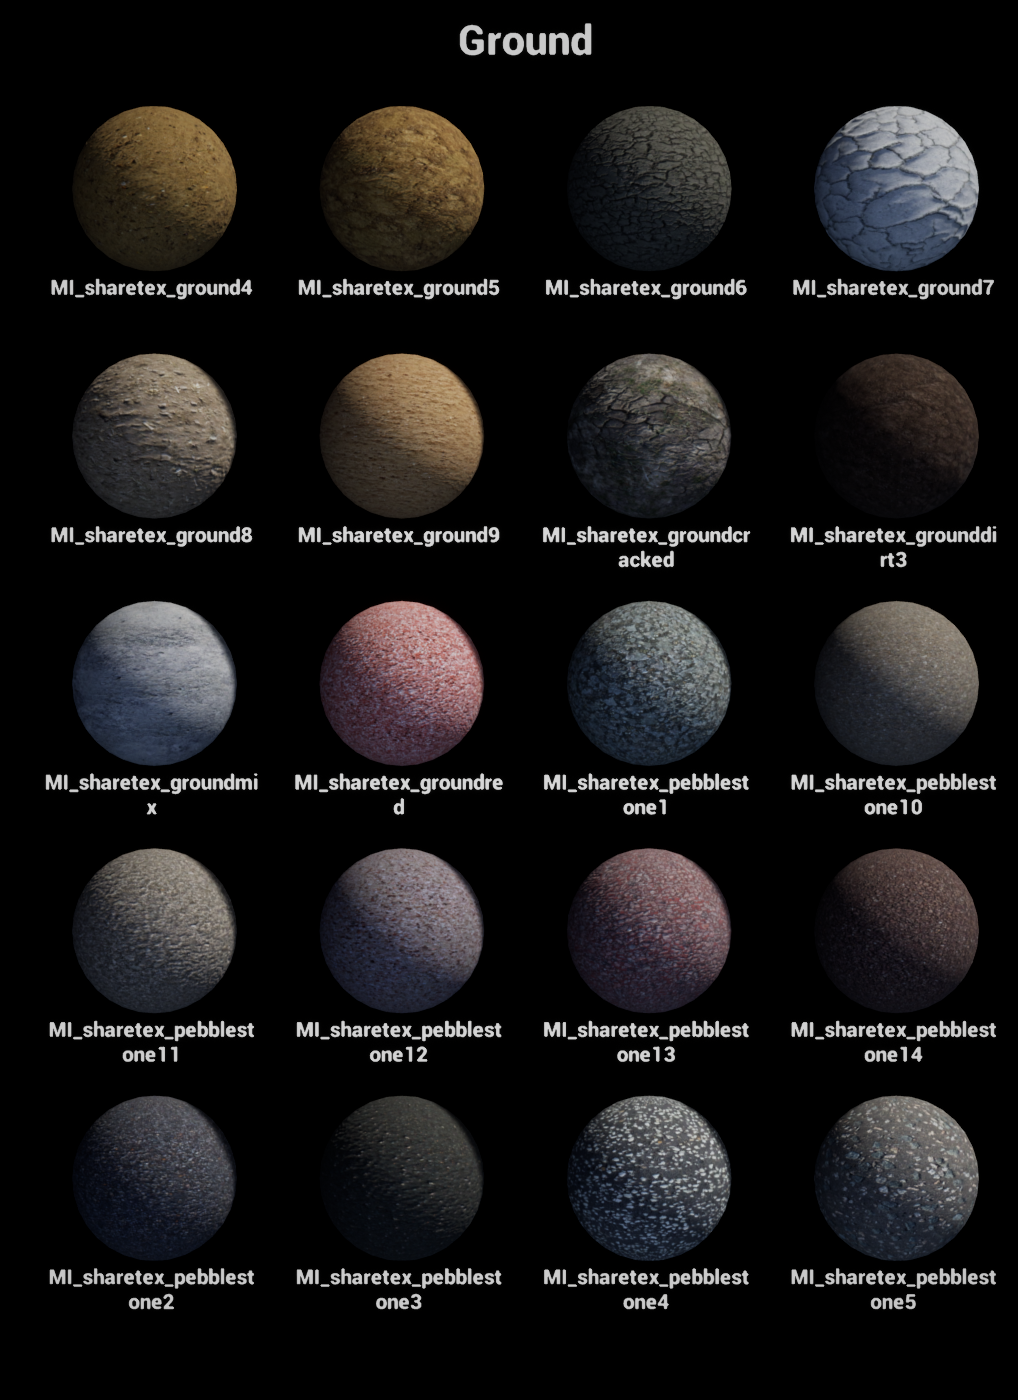 Ground
MI_sharetex_ground4
MI_sharetex_ground5
MI_sharetex_ground6
MI_sharetex_ground7
MI_sharetex_ground8
MI_sharetex_ground9
MI_sharetex_groundcr
acked
MI_sharetex_grounddi
rt3
MI_sharetex_groundmi
x
MI_sharetex_groundre
d
MI_sharetex_pebblest
one1
MI_sharetex_pebblest
one10
MI_sharetex_pebblest
one11
MI_sharetex_pebblest
one12
MI_sharetex_pebblest
one13
MI_sharetex_pebblest
one14
MI_sharetex_pebblest
one2
MI_sharetex_pebblest
one3
MI_sharetex_pebblest
one4
MI_sharetex_pebblest
one5